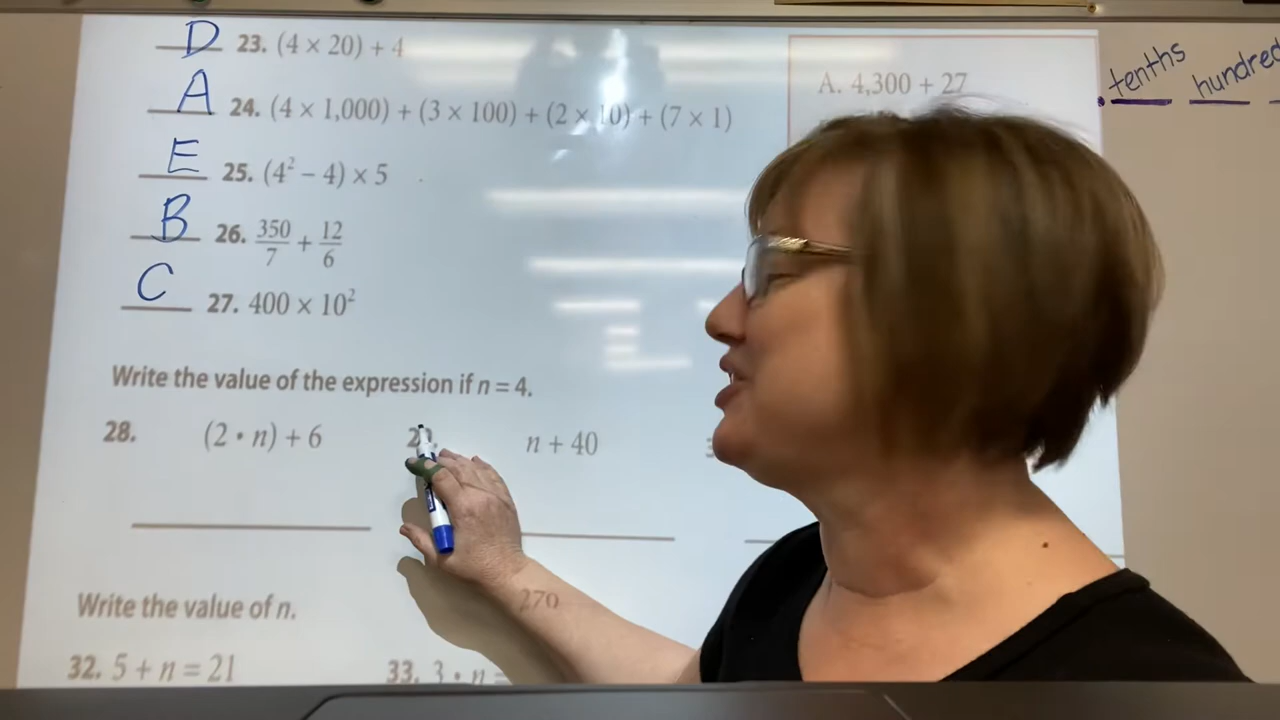 D 23. (4 × 20) + 4
A 24. (4 × 1,000) + (3 × 100) + (2 × 10) + (7 × 1)
E 25. (4² − 4) × 5
B 26. 350/7 + 12/6
C 27. 400 × 10²
A. 4,300 + 27
. tenths
Write the value of the expression if n = 4.
28. (2 • n) + 6
n + 40
Write the value of n.
32. 5 + n = 21
33. 3 • n =
270